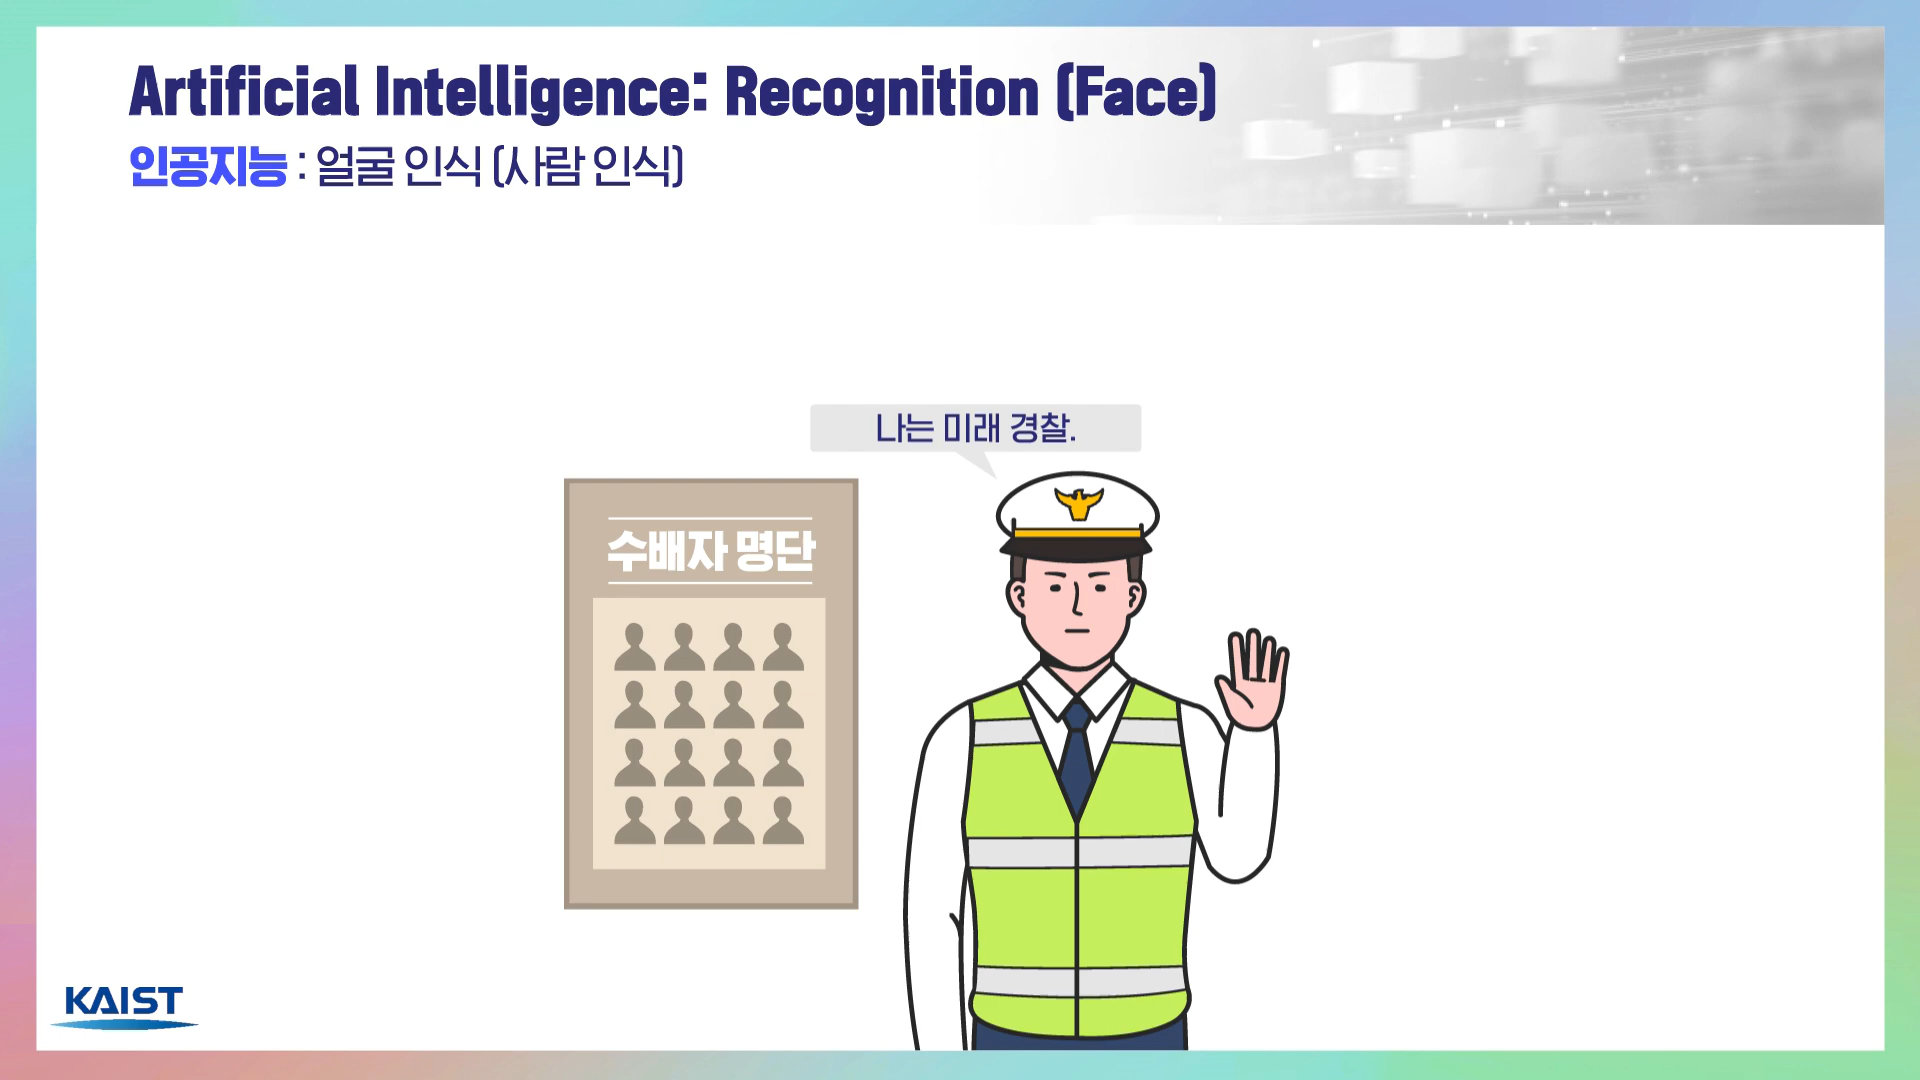 Artificial Intelligence: Recognition (Face)
인공지능 : 얼굴 인식 (사람 인식)
나는 미래 경찰.
수배자 명단
KAIST